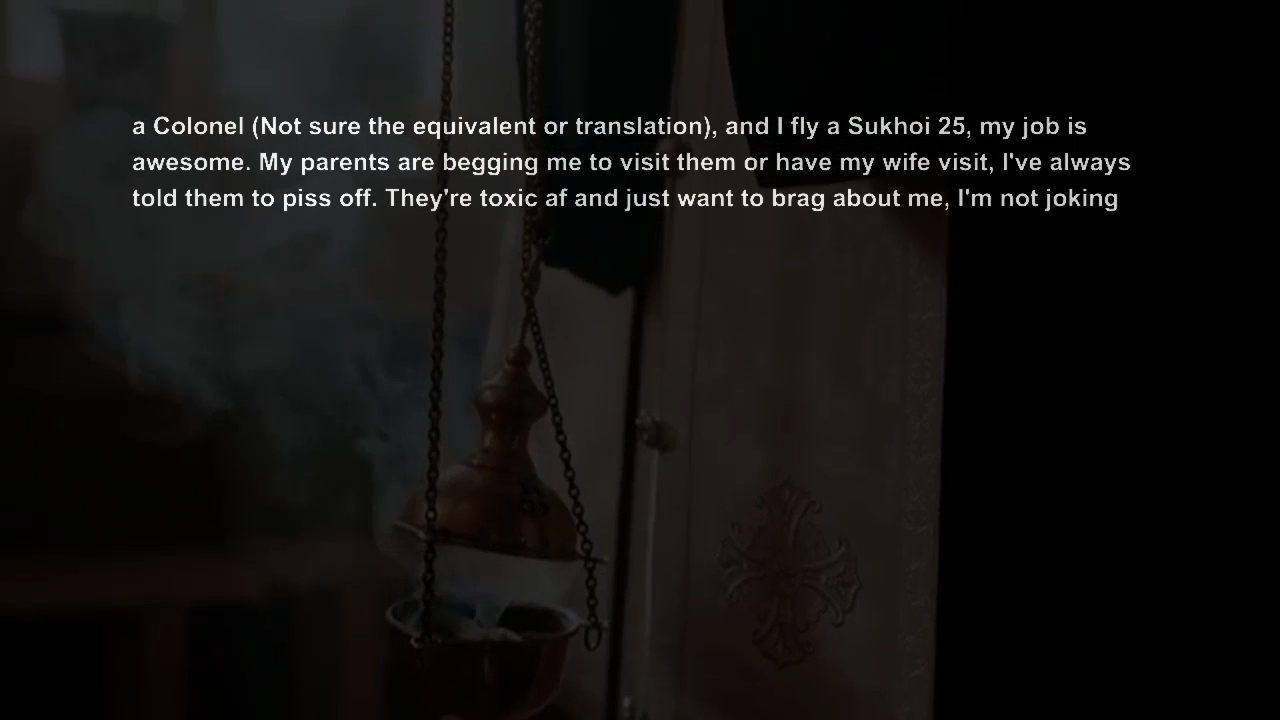 a Colonel (Not sure the equivalent or translation), and I fly a Sukhoi 25, my job is
awesome. My parents are begging me to visit them or have my wife visit, I've always
told them to piss off. They're toxic af and just want to brag about me, I'm not joking